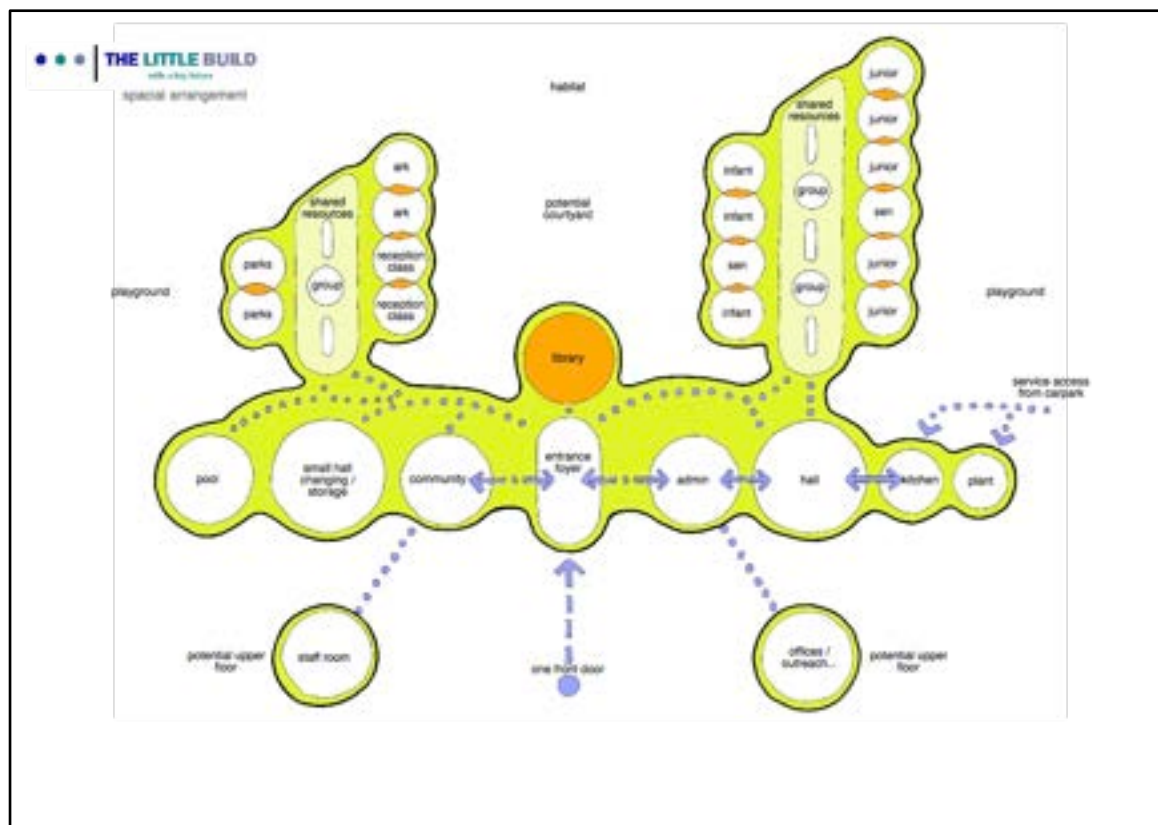 THE LITTLE BUILD
with a big future
spacial arrangement
habitat
potential
courtyard
playground
shared
resources
ark
ark
reception
class
reception
class
parks
parks
group
shared
resources
group
group
infant
infant
sen
infant
junior
junior
junior
sen
junior
junior
playground
service access
from carpark
library
pool
small hall
changing /
storage
community
entrance
foyer
admin
hall
kitchen
plant
potential upper
floor
staff room
one front door
offices /
outreach...
potential upper
floor